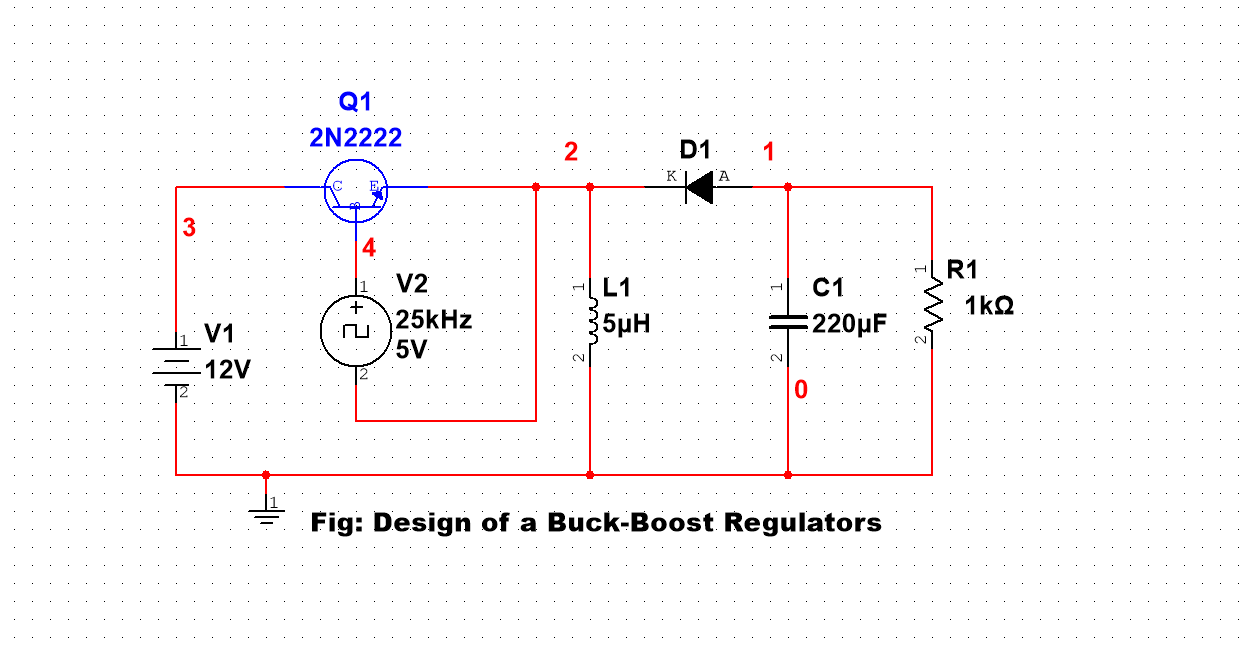 Q1
2N2222
2
D1
1
K
A
C
E
B
3
4
1
V2
25kHz
5V
2
V1
12V
1
2
1
L1
5µH
2
1
C1
220µF
2
0
1
R1
1kΩ
2
1
Fig: Design of a Buck-Boost Regulators